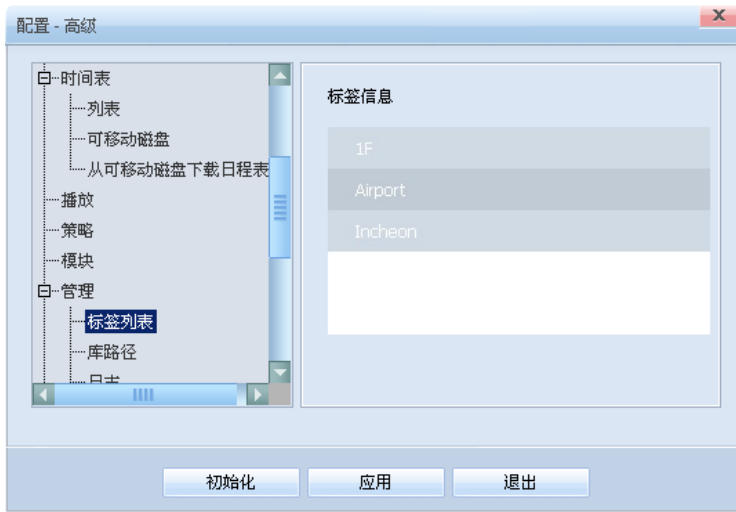 配置 - 高级
时间表
列表
可移动磁盘
从可移动磁盘下载日程表
播放
策略
模块
管理
标签列表
库路径
日志
标签信息
1F
Airport
Incheon
初始化
应用
退出